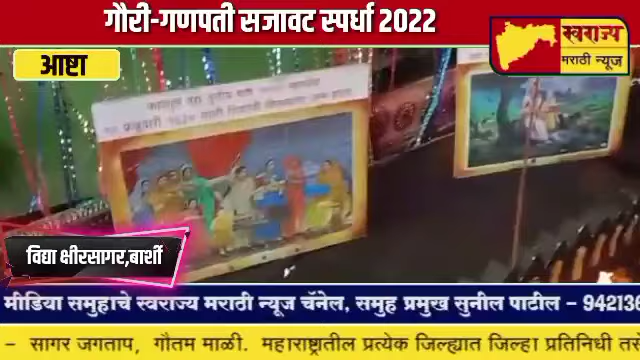 गौरी-गणपती सजावट स्पर्धा 2022
स्वराज्य
मराठी न्यूज
आष्टा
विद्या क्षीरसागर,बार्शी
मीडिया समुहाचे स्वराज्य मराठी न्यूज चॅनेल, समुह प्रमुख सुनील पाटील – 942136
– सागर जगताप, गौतम माळी. महाराष्ट्रातील प्रत्येक जिल्ह्यात जिल्हा प्रतिनिधी तसे